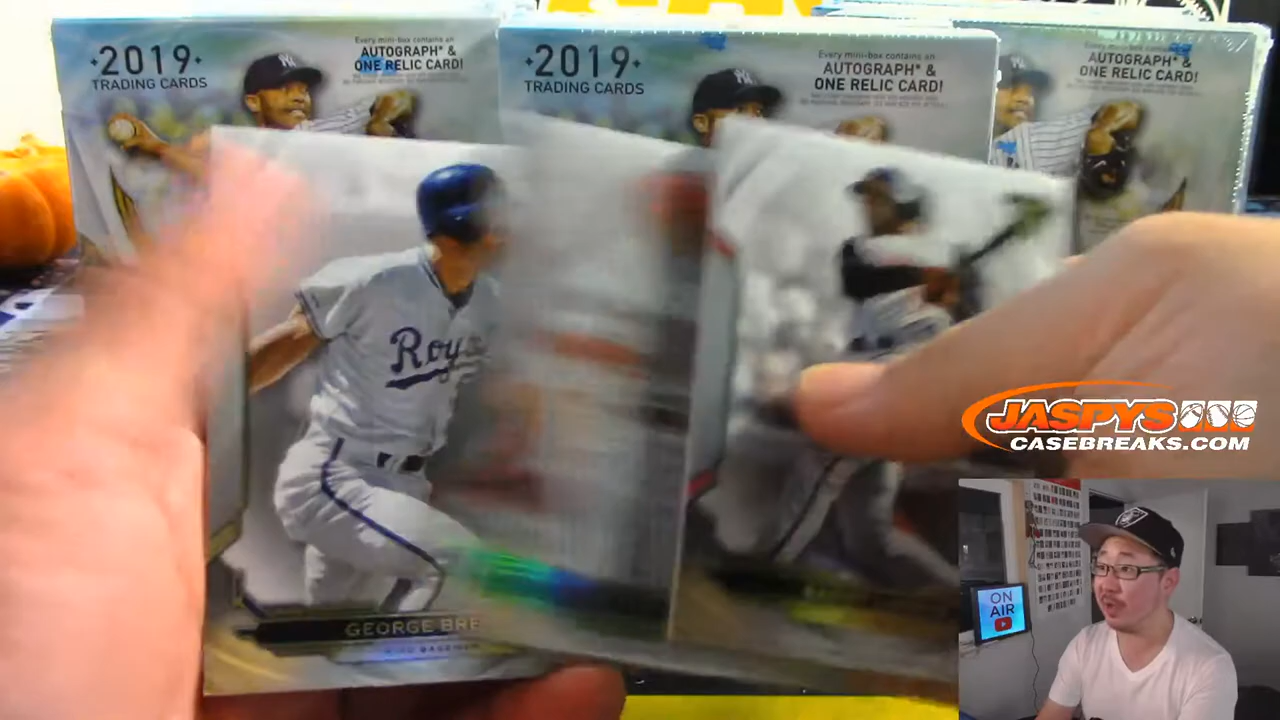 2019
TRADING CARDS
Every mini-box contains an
AUTOGRAPH* &
ONE RELIC CARD!
2019
TRADING CARDS
Every mini-box contains an
AUTOGRAPH* &
ONE RELIC CARD!
Every mini-box contains an
AUTOGRAPH* &
ONE RELIC CARD!
Royals
GEORGE BRE
JASPYS
CASEBREAKS.COM
ON
AIR